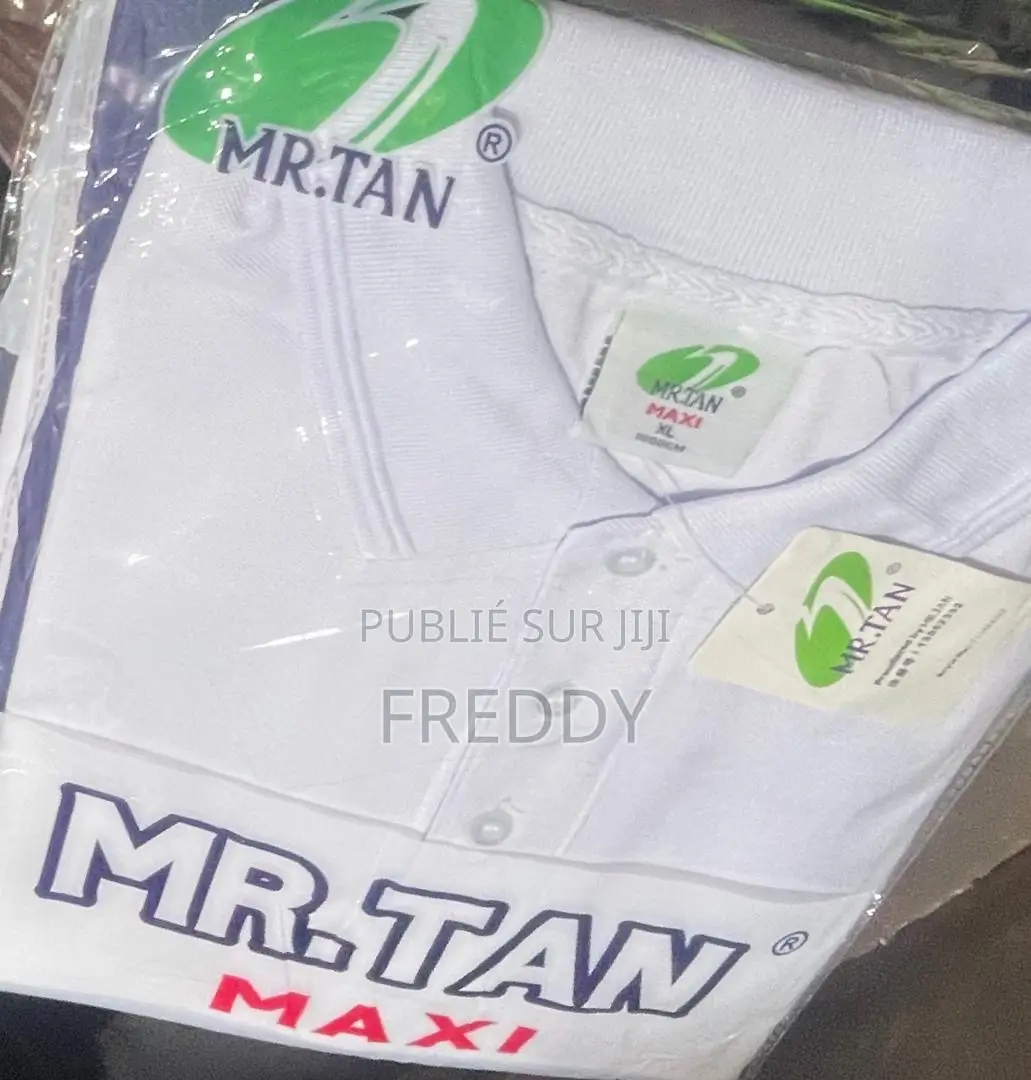 MR.TAN®
MR.TAN®
MAXI
XL
®
MR.TAN
PUBLIÉ SUR JIJI
FREDDY
MR.TAN®
MAXI